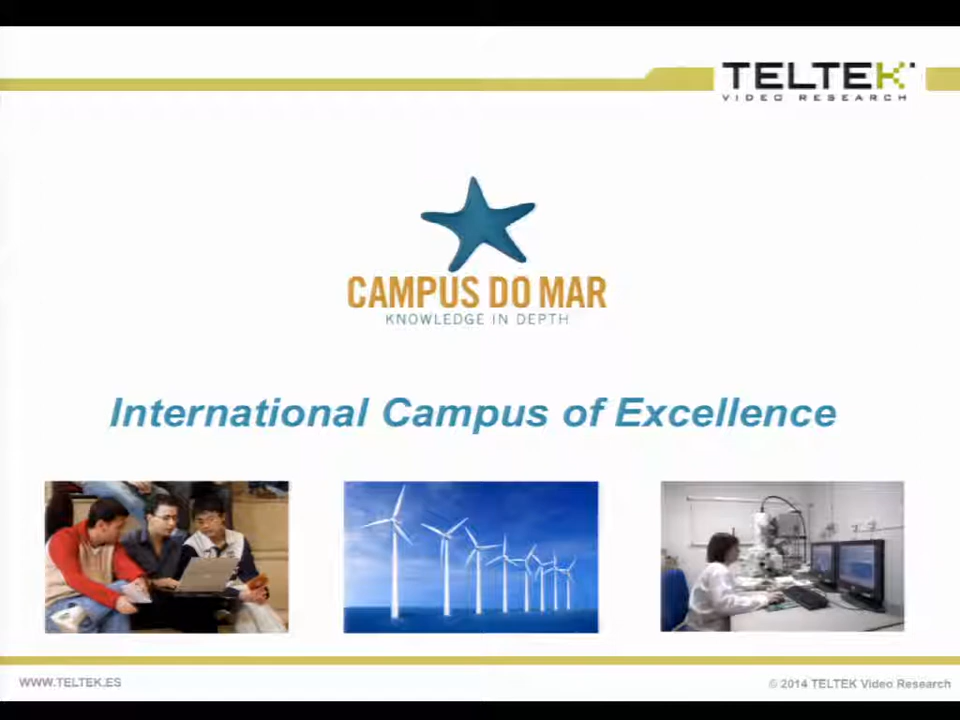 TELTEK
VIDEO RESEARCH
CAMPUS DO MAR
KNOWLEDGE IN DEPTH
International Campus of Excellence
WWW.TELTEK.ES
© 2014 TELTEK Video Research